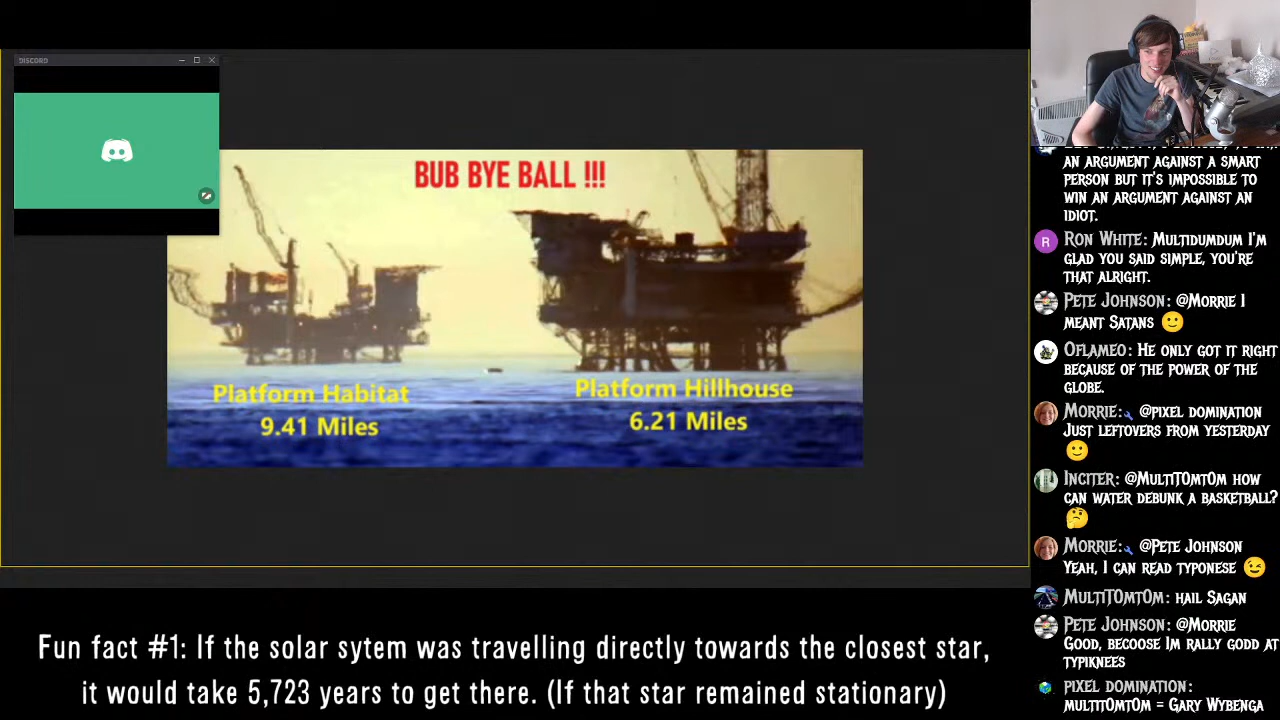 DISCORD
BUB BYE BALL !!!
Platform Habitat
9.41 Miles
Platform Hillhouse
6.21 Miles
AN ARGUMENT AGAINST A SMART
PERSON BUT IT'S IMPOSSIBLE TO
WIN AN ARGUMENT AGAINST AN
IDIOT.
R
RON WHITE: MULTIDUMDUM I'M
GLAD YOU SAID SIMPLE, YOU'RE
THAT ALRIGHT.
PETE JOHNSON: @MORRIE I
MEANT SATANS 🙂
OFLAMEO: HE ONLY GOT IT RIGHT
BECAUSE OF THE POWER OF THE
GLOBE.
MORRIE: @PIXEL DOMINATION
JUST LEFTOVERS FROM YESTERDAY
🙂
INCITER: @MULTITOMTOM HOW
CAN WATER DEBUNK A BASKETBALL?
🤔
MORRIE: @PETE JOHNSON
YEAH, I CAN READ TYPONESE 😉
MULTITOMTOM: HAIL SAGAN
PETE JOHNSON: @MORRIE
GOOD, BECOOSE IM RALLY GODD AT
TYPIKNEES
PIXEL DOMINATION:
MULTITOMTOM = GARY WYBENGA
Fun fact #1: If the solar sytem was travelling directly towards the closest star,
it would take 5,723 years to get there. (If that star remained stationary)